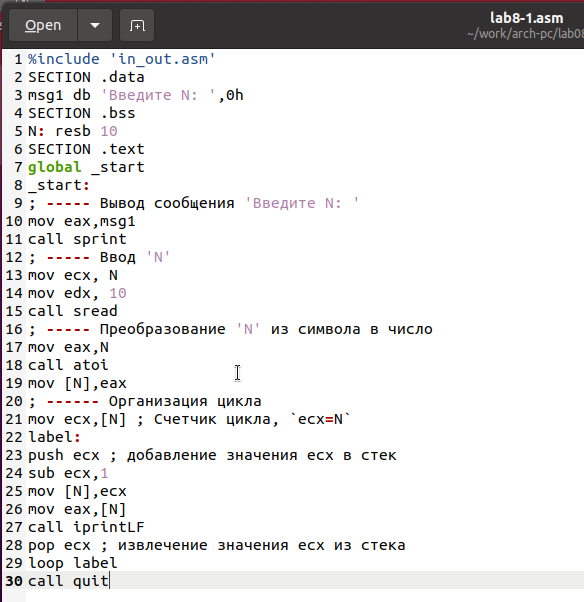 Open
lab8-1.asm
~/work/arch-pc/lab08
1 %include 'in_out.asm'
2 SECTION .data
3 msg1 db 'Введите N: ',0h
4 SECTION .bss
5 N: resb 10
6 SECTION .text
7 global _start
8 _start:
9 ; ----- Вывод сообщения 'Введите N: '
10 mov eax,msg1
11 call sprint
12 ; ----- Ввод 'N'
13 mov ecx, N
14 mov edx, 10
15 call sread
16 ; ----- Преобразование 'N' из символа в число
17 mov eax,N
18 call atoi
19 mov [N],eax
20 ; ------ Организация цикла
21 mov ecx,[N] ; Счетчик цикла, `ecx=N`
22 label:
23 push ecx ; добавление значения ecx в стек
24 sub ecx,1
25 mov [N],ecx
26 mov eax,[N]
27 call iprintLF
28 pop ecx ; извлечение значения ecx из стека
29 loop label
30 call quit